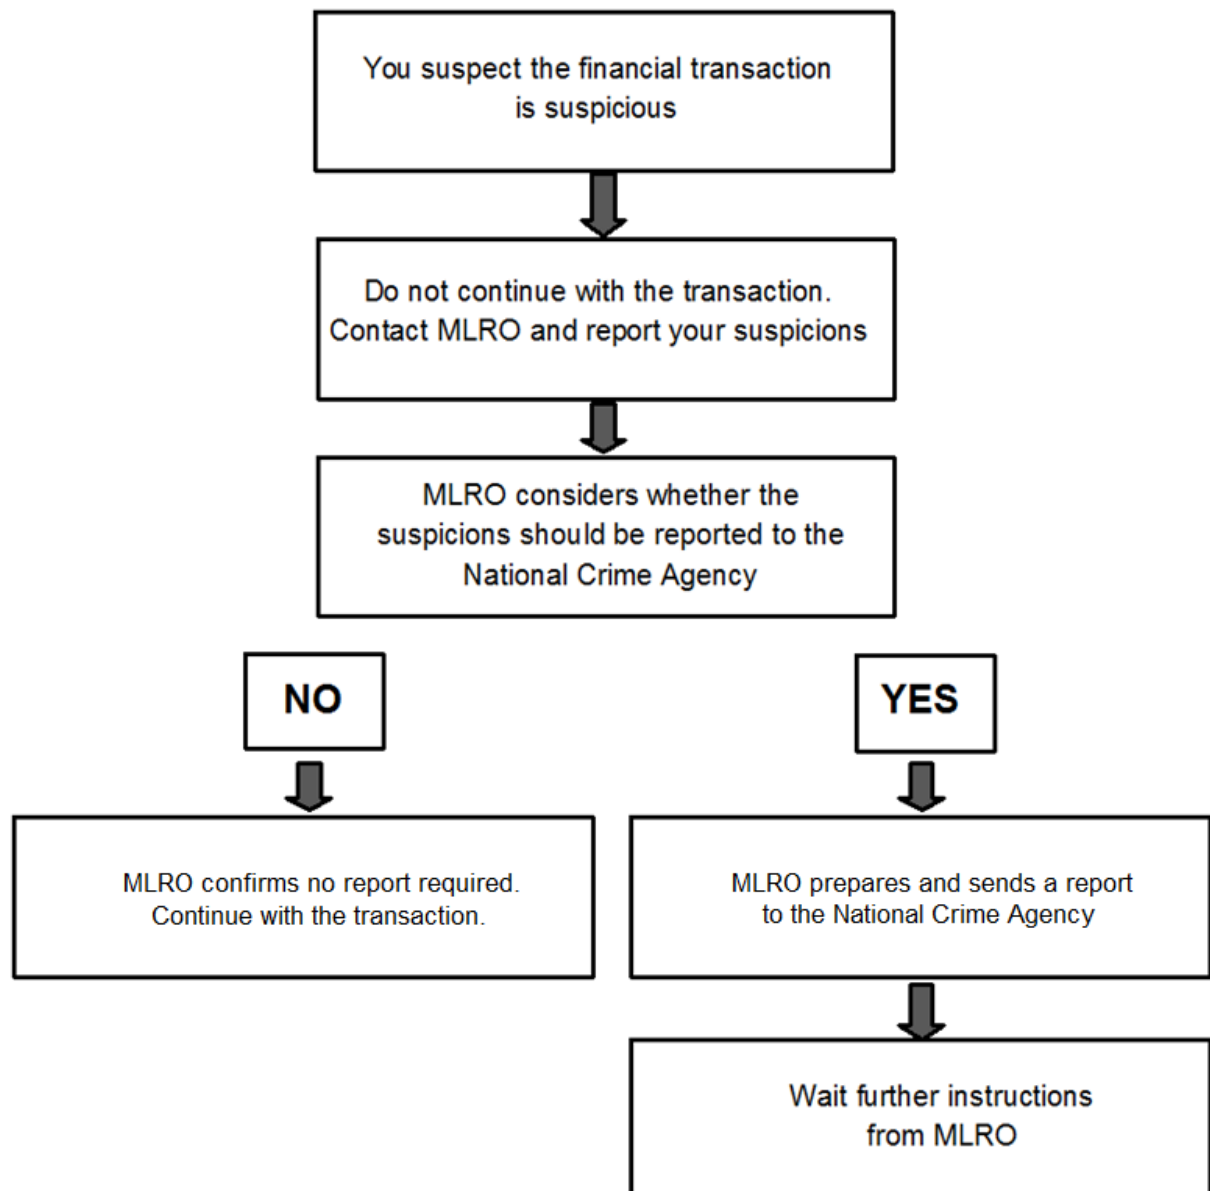 You suspect the financial transaction
is suspicious
Do not continue with the transaction.
Contact MLRO and report your suspicions
MLRO considers whether the
suspicions should be reported to the
National Crime Agency
NO
YES
MLRO confirms no report required.
Continue with the transaction.
MLRO prepares and sends a report
to the National Crime Agency
Wait further instructions
from MLRO